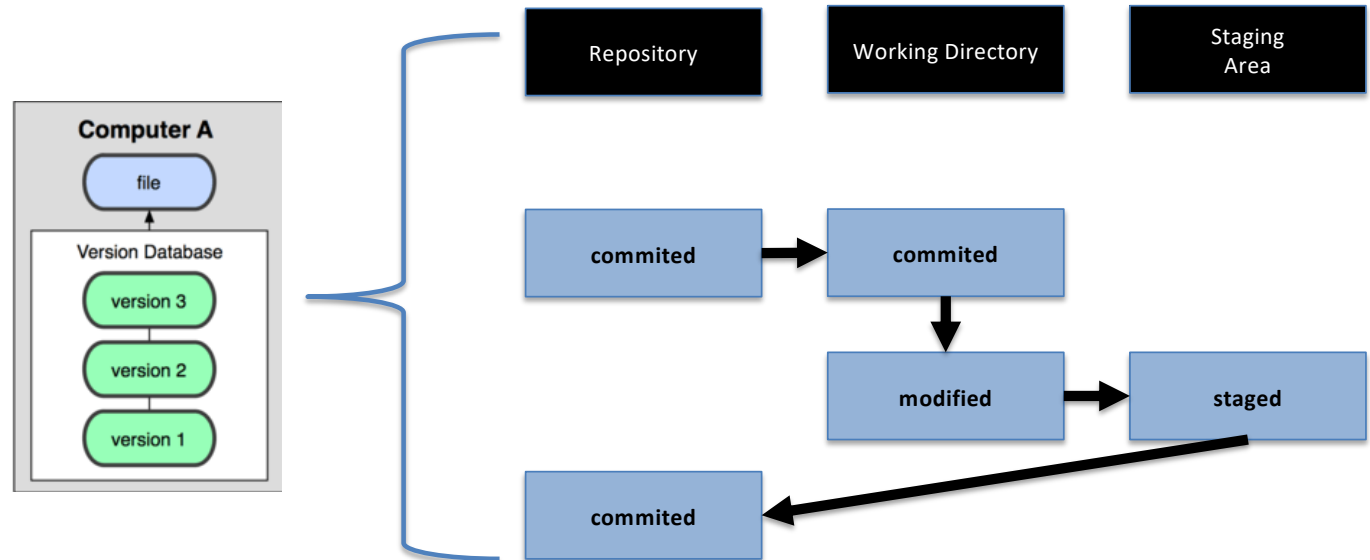 Computer A
file
Version Database
version 3
version 2
version 1
Repository
Working Directory
Staging
Area
commited
commited
modified
staged
commited